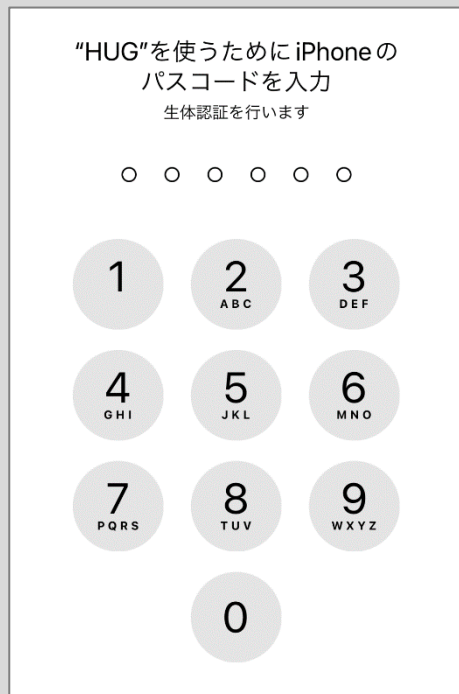 “HUG”を使うためにiPhoneの
パスコードを入力
生体認証を行います
1
2
ABC
3
DEF
4
GHI
5
JKL
6
MNO
7
PQRS
8
TUV
9
WXYZ
0